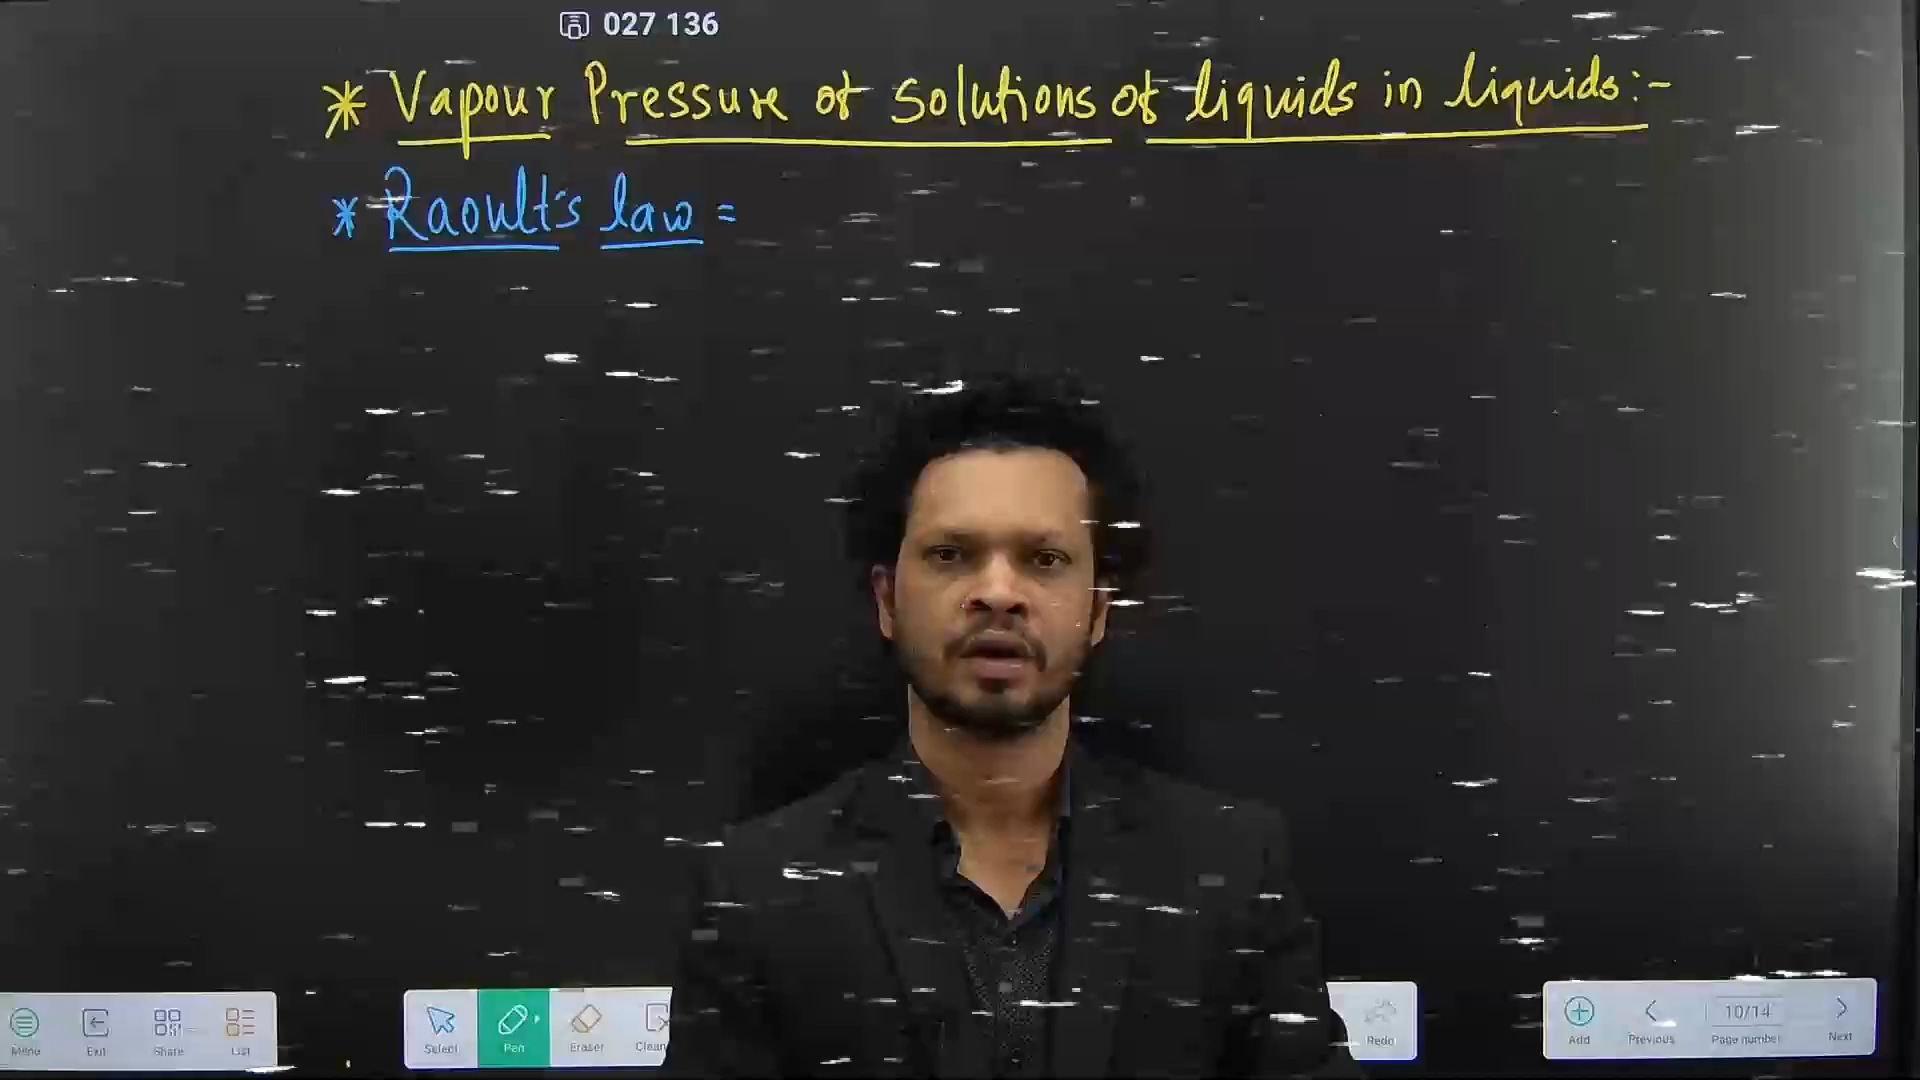 027 136
* Vapour Pressure of solutions of liquids in liquids:-
* Raoult's law =
Menu Exit Share List Select Pen Eraser Clean Redo Add Previous 10/14 Page number Next